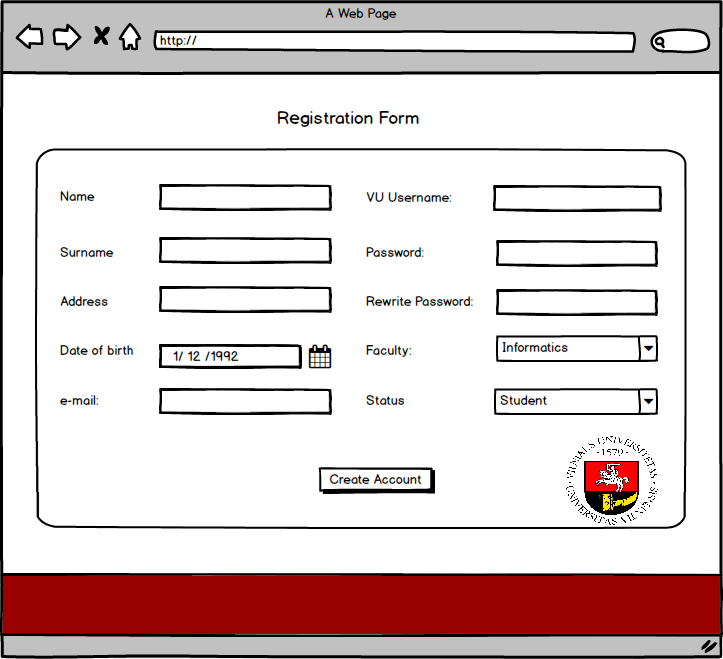 A Web Page
http://
Registration Form
Name
VU Username:
Surname
Password:
Address
Rewrite Password:
Date of birth
1/ 12 /1992
Faculty:
Informatics
e-mail:
Status
Student
Create Account
VILNIAUS UNIVERSITETAS
·1579·
UNIVERSITAS VILNENSIS